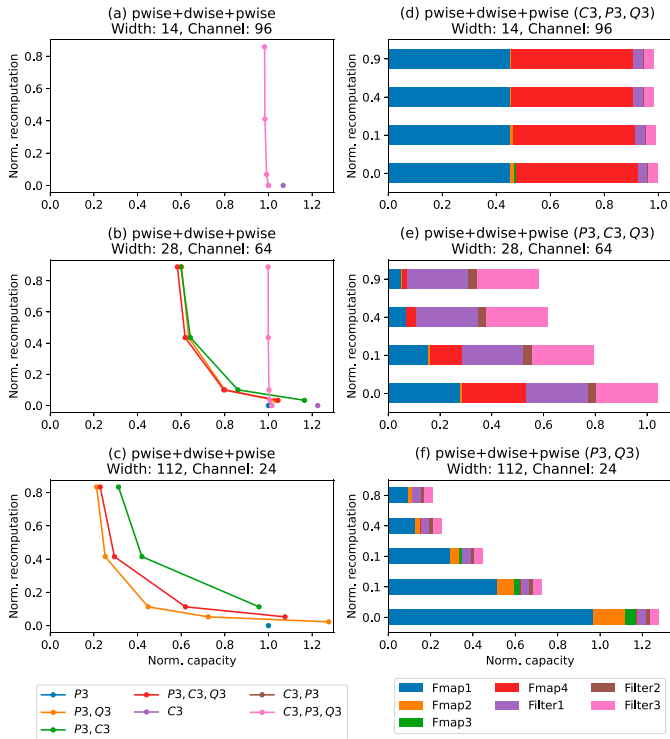 (a) pwise+dwise+pwise
Width: 14, Channel: 96
Norm. recomputation
0.8
0.6
0.4
0.2
0.0
0.0 0.2 0.4 0.6 0.8 1.0 1.2
(d) pwise+dwise+pwise (C3, P3, Q3)
Width: 14, Channel: 96
Norm. recomputation
0.9
0.4
0.1
0.0
0.0 0.2 0.4 0.6 0.8 1.0
(b) pwise+dwise+pwise
Width: 28, Channel: 64
Norm. recomputation
0.8
0.6
0.4
0.2
0.0
0.0 0.2 0.4 0.6 0.8 1.0 1.2
(e) pwise+dwise+pwise (P3, C3, Q3)
Width: 28, Channel: 64
Norm. recomputation
0.9
0.4
0.1
0.0
0.0 0.2 0.4 0.6 0.8 1.0
(c) pwise+dwise+pwise
Width: 112, Channel: 24
Norm. recomputation
0.8
0.6
0.4
0.2
0.0
0.0 0.2 0.4 0.6 0.8 1.0 1.2
Norm. capacity
(f) pwise+dwise+pwise (P3, Q3)
Width: 112, Channel: 24
Norm. recomputation
0.8
0.4
0.1
0.1
0.0
0.0 0.2 0.4 0.6 0.8 1.0 1.2
Norm. capacity
P3 P3, C3, Q3 C3, P3
P3, Q3 C3 C3, P3, Q3
P3, C3
Fmap1 Fmap4 Filter2
Fmap2 Filter1 Filter3
Fmap3